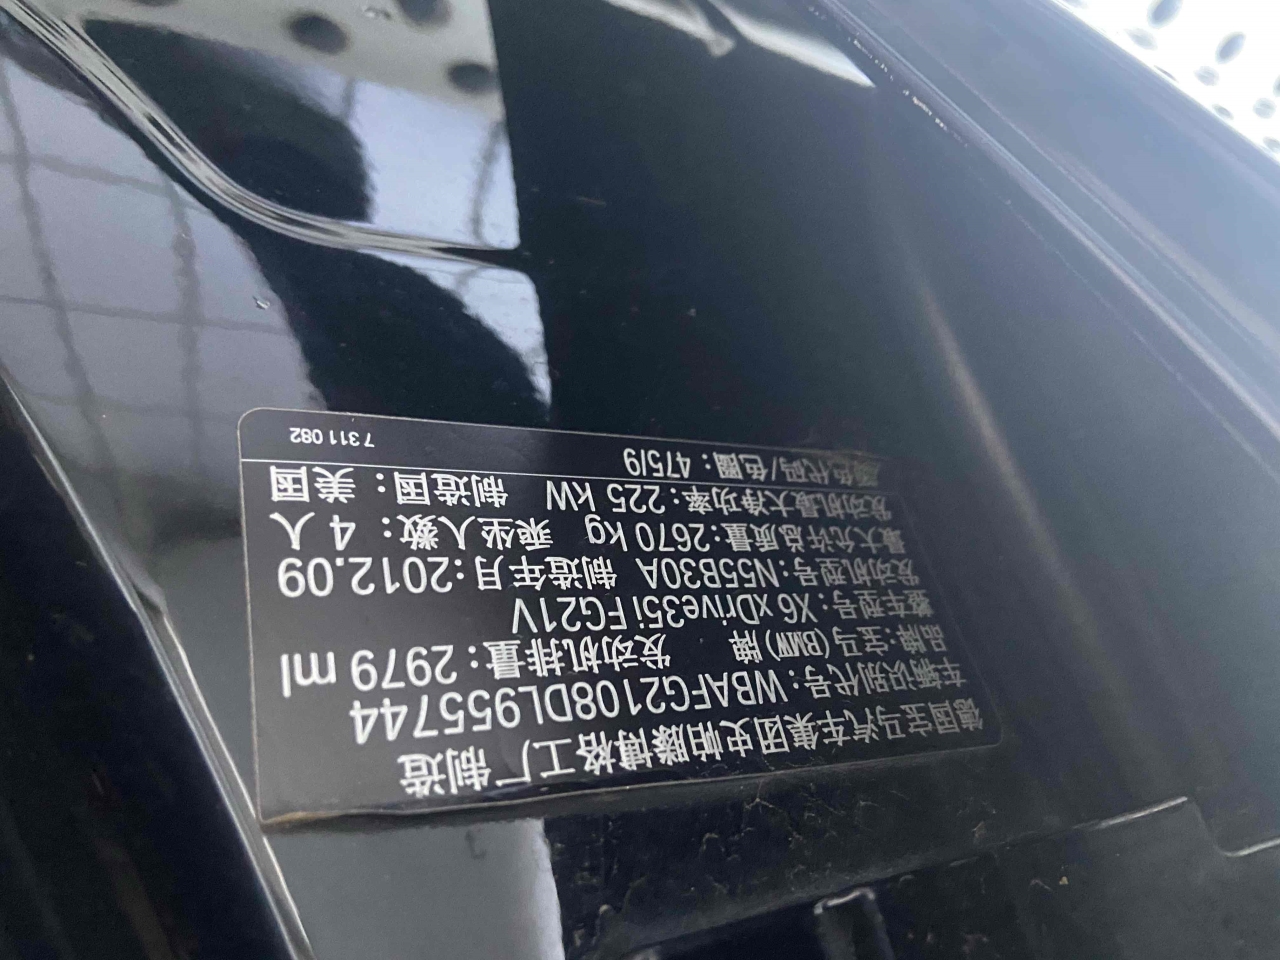 德国宝马汽车集团史帕滕博格工厂 制造
车辆识别代号:WBAFG2108DL955744
品牌:宝马(BMW)牌 发动机排量:2979 ml
整车型号:X6 xDrive35i FG21V
发动机型号:N55B30A 制造年月:2012.09
最大允许总质量:2670 kg 乘坐人数:4 人
发动机最大净功率:225 kW 制造国:美国
颜色代码/色圈:475/9
7 311 082